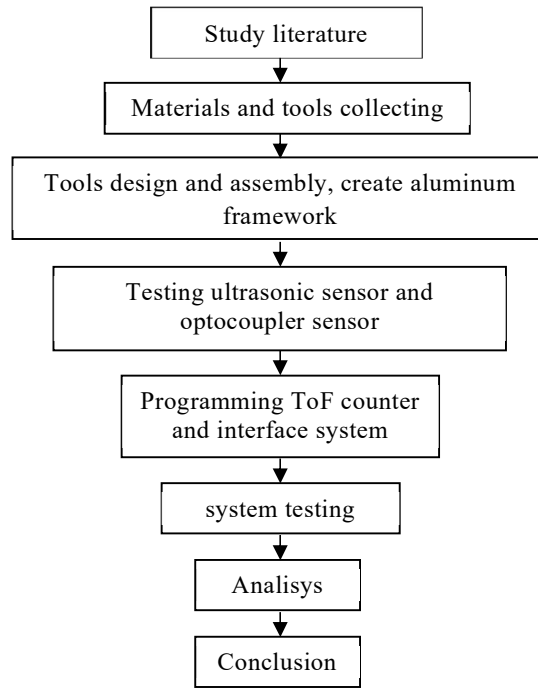 Study literature
Materials and tools collecting
Tools design and assembly, create aluminum
framework
Testing ultrasonic sensor and
optocoupler sensor
Programming ToF counter
and interface system
system testing
Analisys
Conclusion